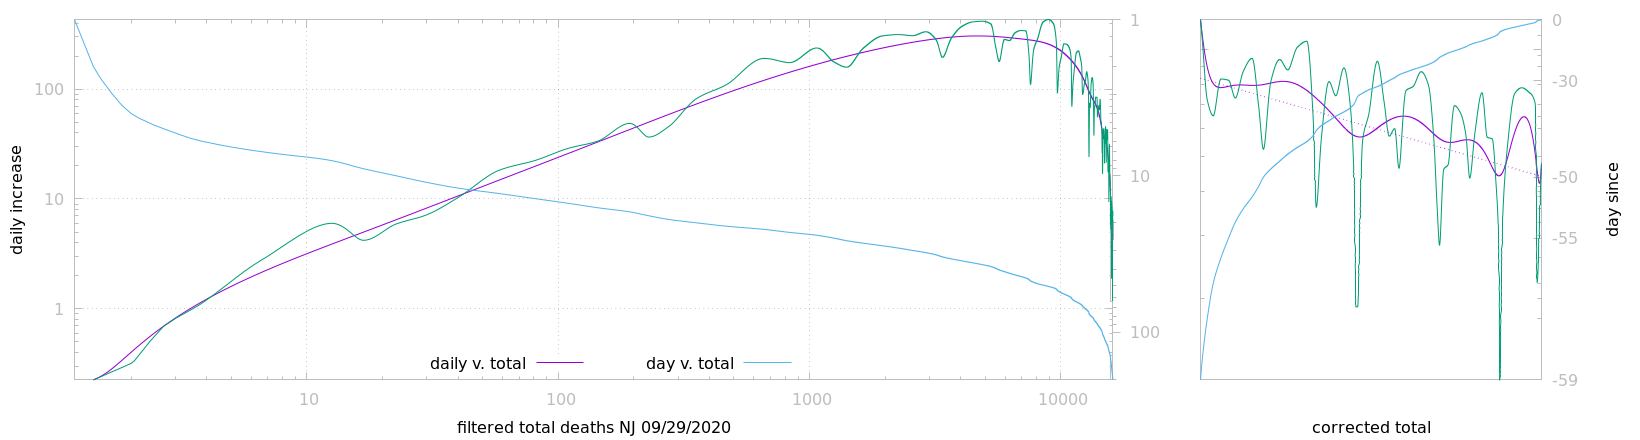 daily increase
100
10
1
daily v. total
day v. total
10
100
1000
10000
filtered total deaths NJ 09/29/2020
1
10
100
0
-30
-50
-55
-59
day since
corrected total